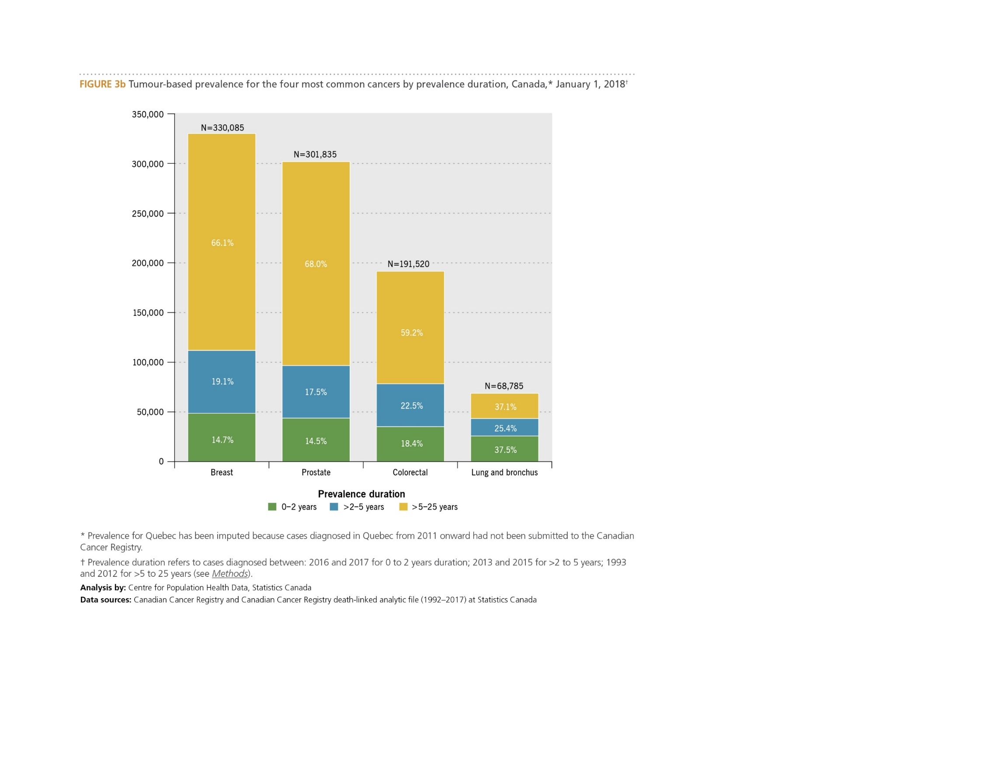 FIGURE 3b Tumour-based prevalence for the four most common cancers by prevalence duration, Canada,* January 1, 2018†
350,000
N=330,085
N=301,835
300,000
250,000
66.1%
200,000
68.0%
N=191,520
150,000
59.2%
100,000
19.1%
17.5%
22.5%
N=68,785
37.1%
50,000
25.4%
14.7%
14.5%
18.4%
37.5%
0
Breast
Prostate
Colorectal
Lung and bronchus
Prevalence duration
0–2 years
>2–5 years
>5–25 years
* Prevalence for Quebec has been imputed because cases diagnosed in Quebec from 2011 onward had not been submitted to the Canadian
Cancer Registry.
† Prevalence duration refers to cases diagnosed between: 2016 and 2017 for 0 to 2 years duration; 2013 and 2015 for >2 to 5 years; 1993
and 2012 for >5 to 25 years (see Methods).
Analysis by: Centre for Population Health Data, Statistics Canada
Data sources: Canadian Cancer Registry and Canadian Cancer Registry death-linked analytic file (1992–2017) at Statistics Canada